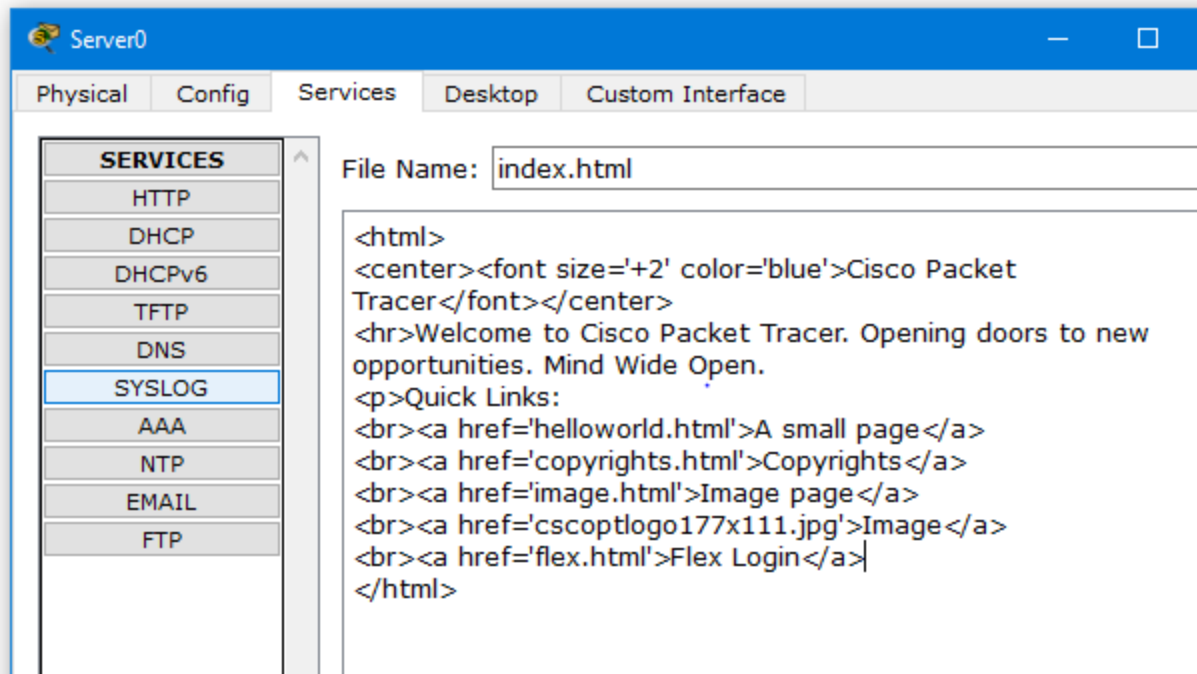 Server0
Physical
Config
Services
Desktop
Custom Interface
SERVICES
HTTP
DHCP
DHCPv6
TFTP
DNS
SYSLOG
AAA
NTP
EMAIL
FTP
File Name: index.html
<html>
<center><font size='+2' color='blue'>Cisco Packet
Tracer</font></center>
<hr>Welcome to Cisco Packet Tracer. Opening doors to new
opportunities. Mind Wide Open.
<p>Quick Links:
<br><a href='helloworld.html'>A small page</a>
<br><a href='copyrights.html'>Copyrights</a>
<br><a href='image.html'>Image page</a>
<br><a href='cscoptlogo177x111.jpg'>Image</a>
<br><a href='flex.html'>Flex Login</a>
</html>